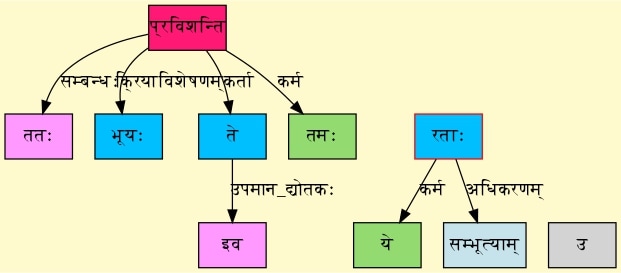 प्रविशन्ति
सम्बन्धः क्रियाविशेषणम् कर्ता कर्म
ततः भूयः ते तमः रताः
उपमान_द्योतकः कर्म अधिकरणम्
इव ये सम्भूत्याम् उ